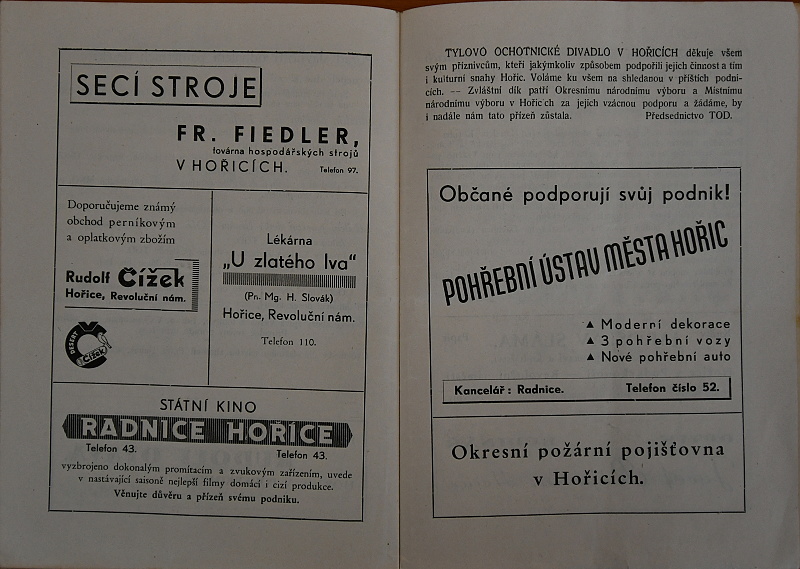 SECÍ STROJE
FR. FIEDLER,
továrna hospodářských strojů
V HOŘICÍCH. Telefon 97.
Doporučujeme známý
obchod perníkovým
a oplatkovým zbožím
Rudolf Čížek
Hořice, Revoluční nám.
DESERT
Čížek
Lékárna
„U zlatého lva“
(Pn. Mg. H. Slovák)
Hořice, Revoluční nám.
Telefon 110.
STÁTNÍ KINO
RADNICE HOŘICE
Telefon 43. Telefon 43.
vyzbrojeno dokonalým promítacím a zvukovým zařízením, uvede
v nastávající saisoně nejlepší filmy domácí i cizí produkce.
Věnujte důvěru a přízeň svému podniku.
TYLOVO OCHOTNICKÉ DIVADLO V HOŘICÍCH děkuje všem
svým příznivcům, kteří jakýmkoliv způsobem podpořili jejich činnost a tím
i kulturní snahy Hořic. Voláme ku všem na shledanou v příštích podni-
cích. — Zvláštní dík patří Okresnímu národnímu výboru a Místnímu
národnímu výboru v Hořic ch za jejich vzácnou podporu a žádáme, by
i nadále nám tato přízeň zůstala. Předsednictvo TOD.
Občané podporují svůj podnik!
POHŘEBNÍ ÚSTAV MĚSTA HOŘIC
▲ Moderní dekorace
▲ 3 pohřební vozy
▲ Nové pohřební auto
Kancelář: Radnice. Telefon číslo 52.
Okresní požární pojišťovna
v Hořicích.